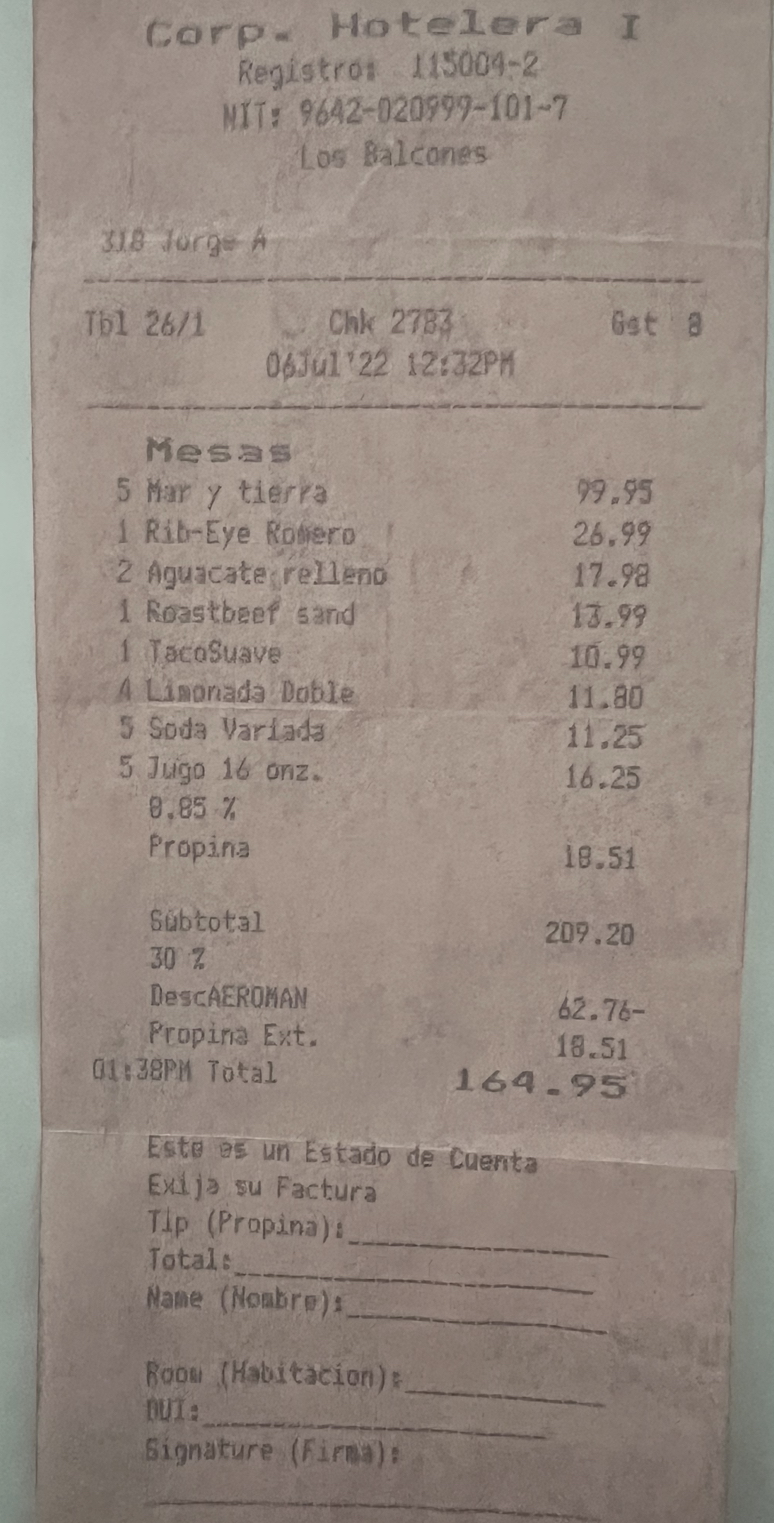 Corp. Hotelera I
Registro: 115004-2
NIT: 9642-020999-101-7
Los Balcones
318 Jorge A
Tbl 26/1 Chk 2783 Gst 8
06Jul'22 12:32PM
Mesas
5 Mar y tierra 99.95
1 Rib-Eye Romero 26.99
2 Aguacate relleno 17.98
1 Roastbeef sand 13.99
1 TacoSuave 10.99
4 Limonada Doble 11.80
5 Soda Variada 11.25
5 Jugo 16 onz. 16.25
8.85 %
Propina 18.51
Subtotal 209.20
30 %
DescAEROMAN 62.76-
Propina Ext. 18.51
01:38PM Total 164.95
Este es un Estado de Cuenta
Exija su Factura
Tip (Propina):
Total:
Name (Nombre):
Room (Habitacion):
DUI:
Signature (Firma):